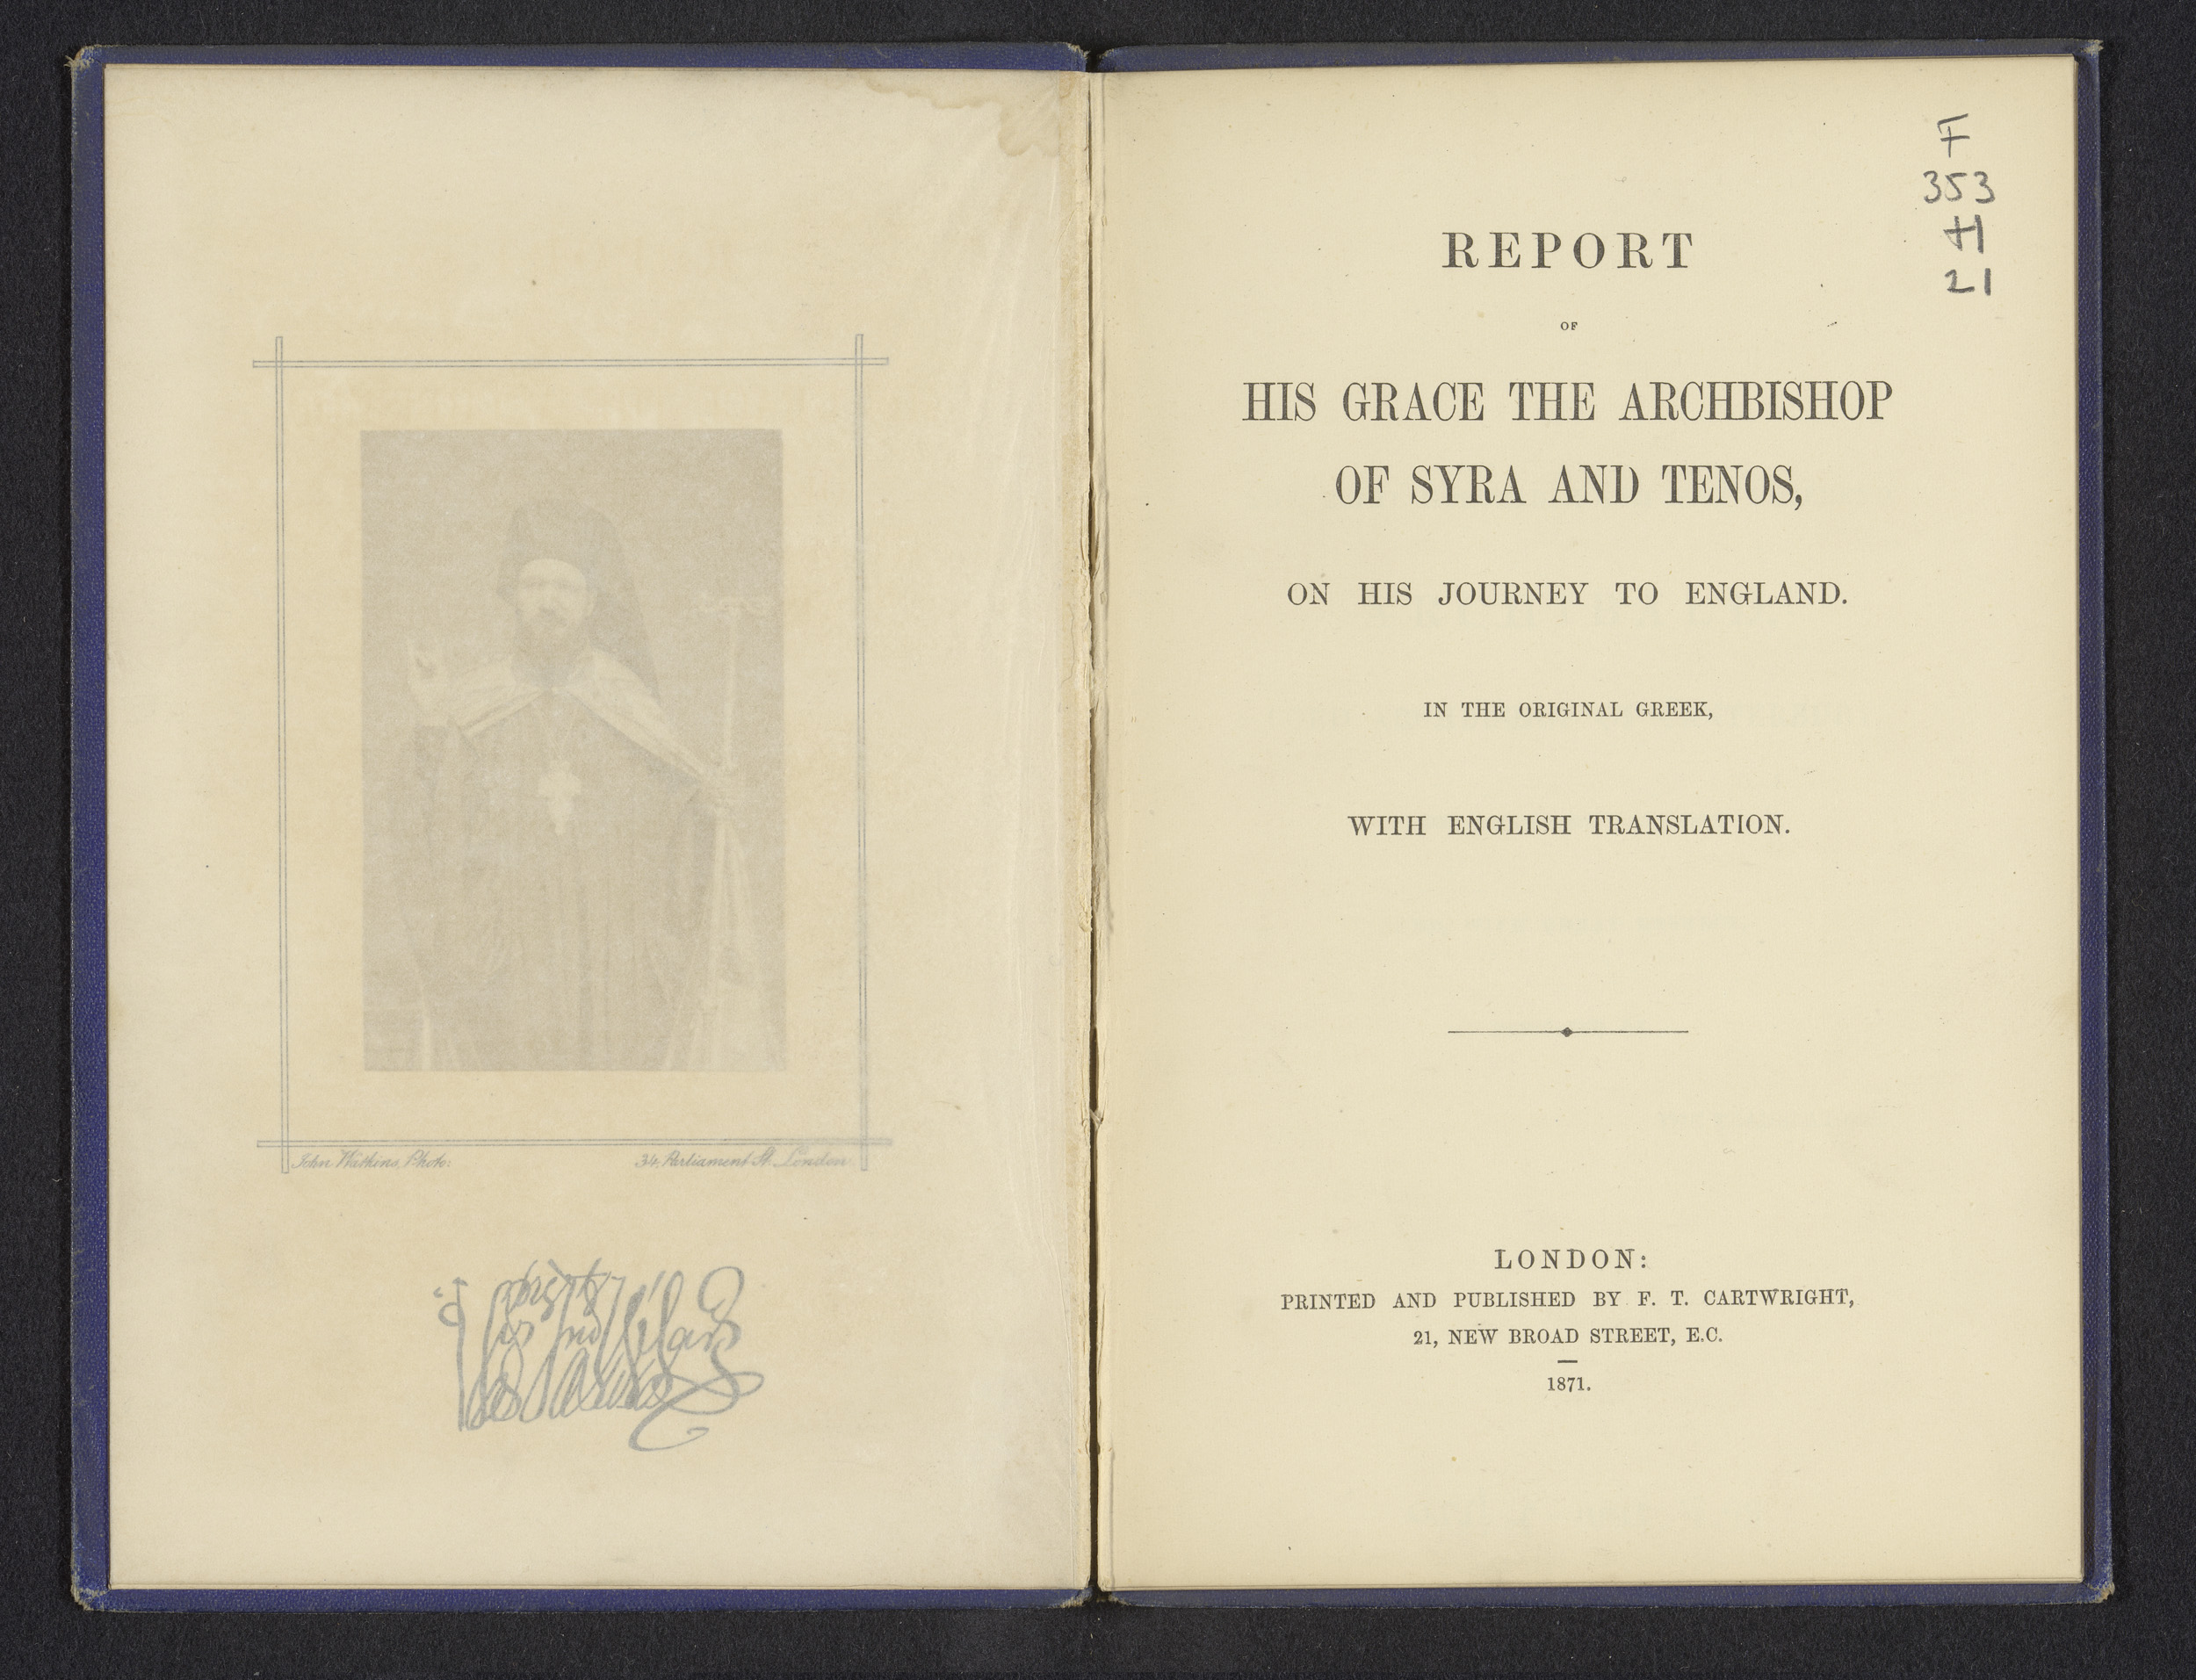 John Watkins, Photo:
34, Parliament St. London
F
353
H
21
REPORT
OF
HIS GRACE THE ARCHBISHOP
OF SYRA AND TENOS,
ON HIS JOURNEY TO ENGLAND.
IN THE ORIGINAL GREEK,
WITH ENGLISH TRANSLATION.
LONDON:
PRINTED AND PUBLISHED BY F. T. CARTWRIGHT,
21, NEW BROAD STREET, E.C.
1871.